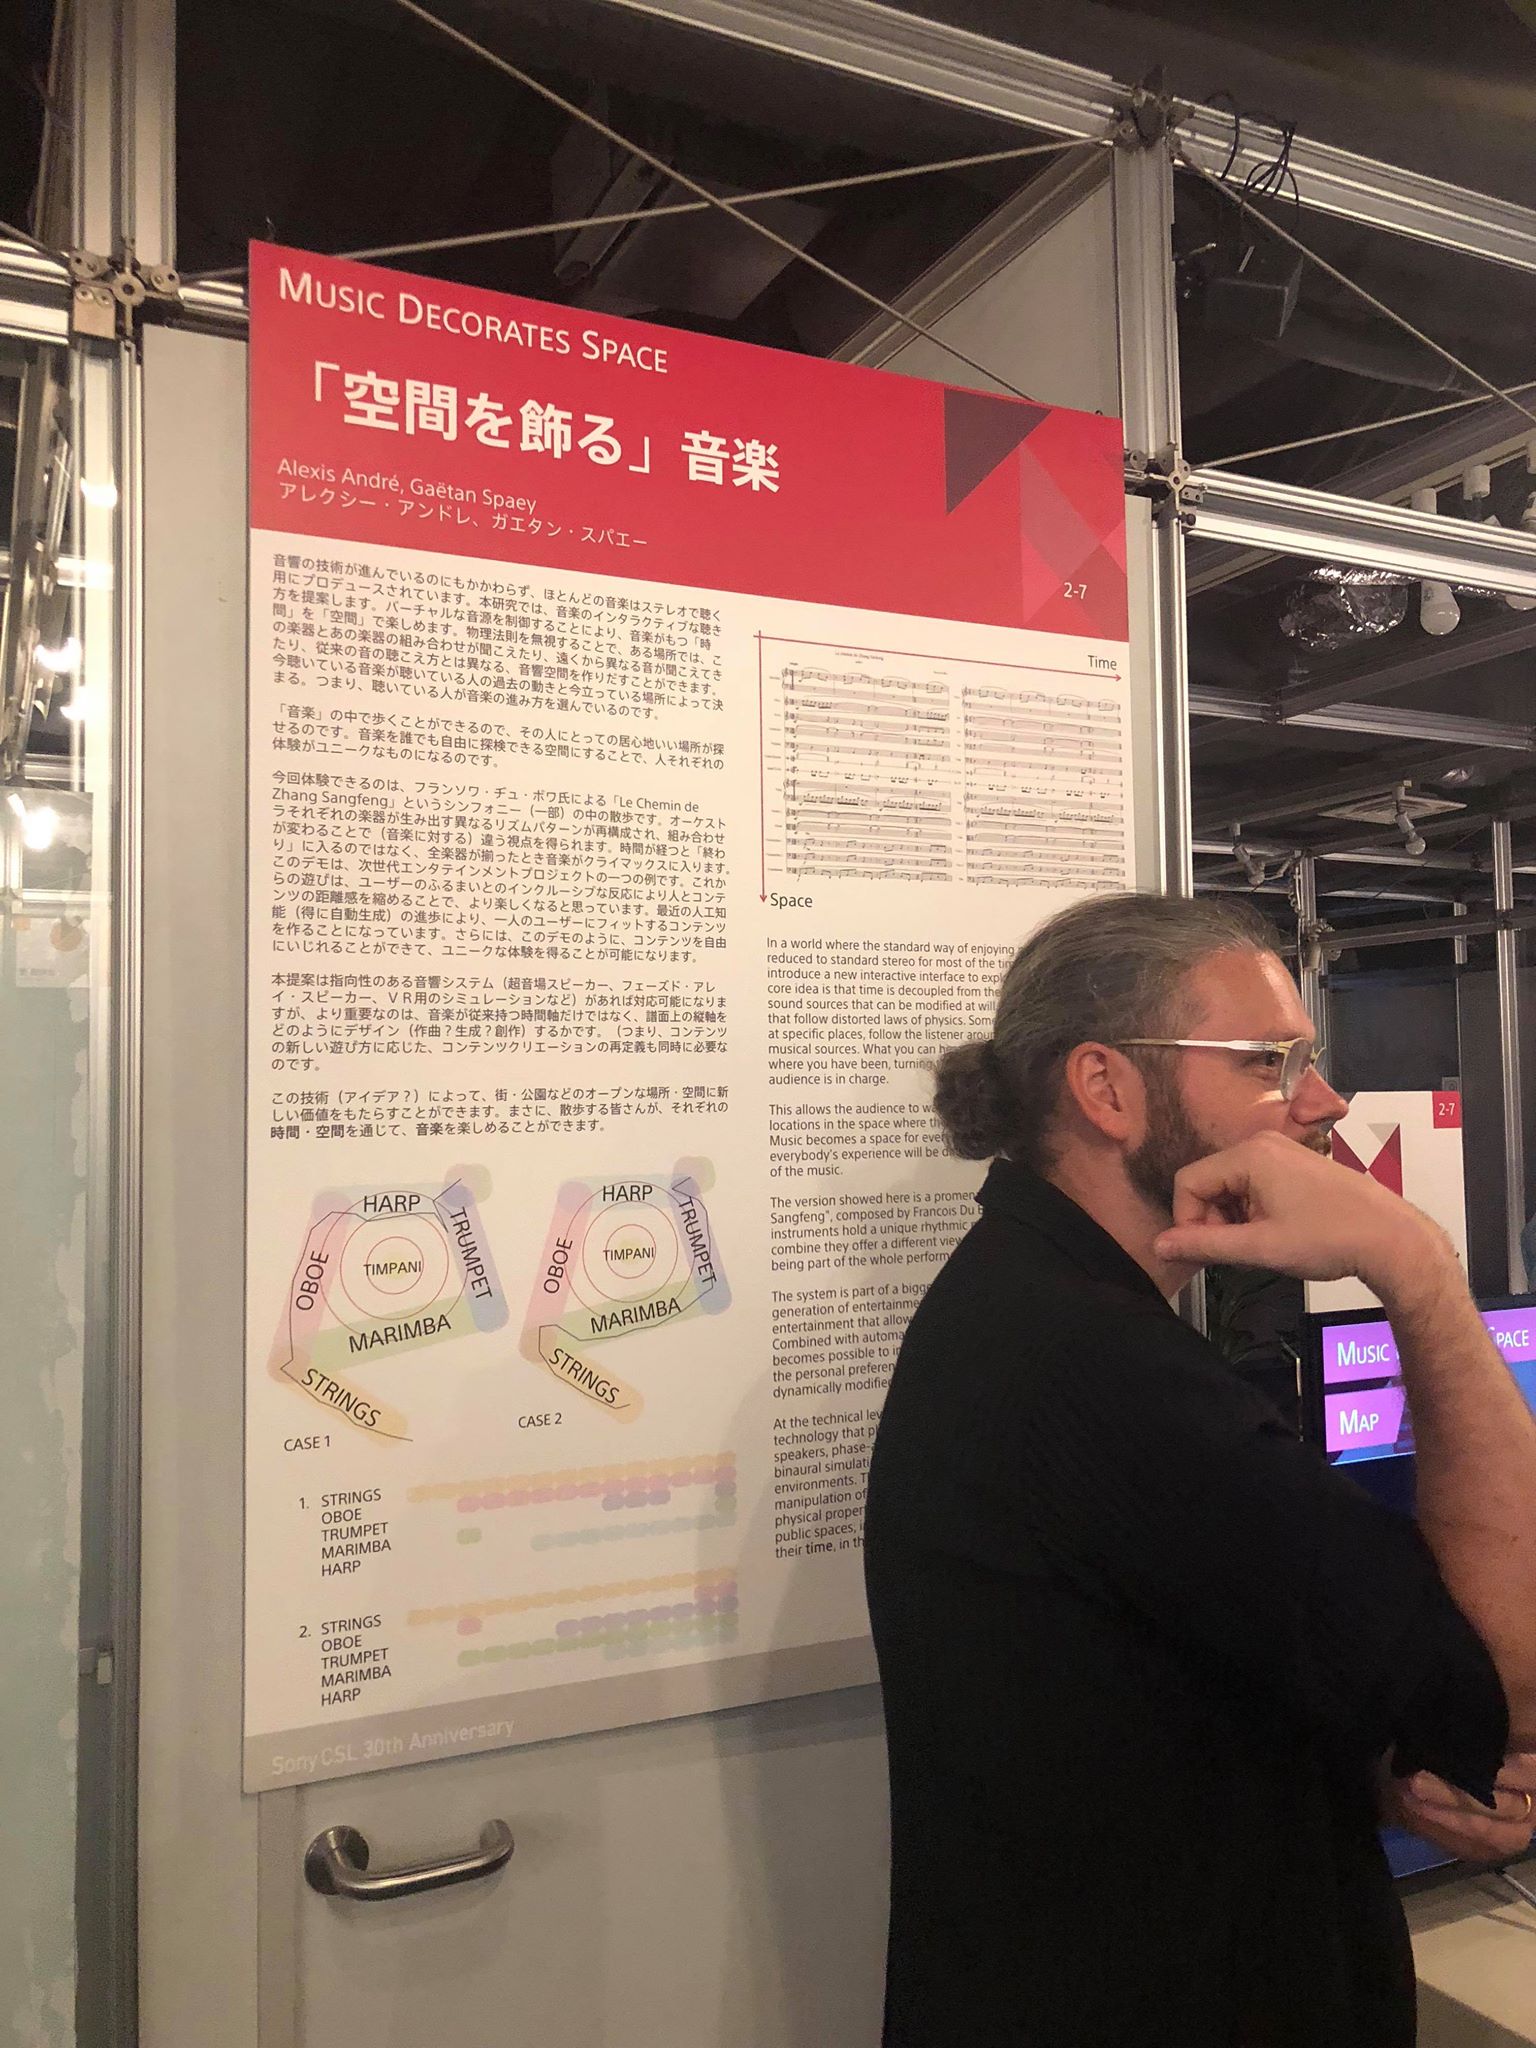 MUSIC DECORATES SPACE
「空間を飾る」音楽
Alexis André, Gaëtan Spaey
アレクシー・アンドレ、ガエタン・スパエー
2-7
音響の技術が進んでいるのにもかかわらず、ほとんどの音楽はステレオで聴く
用にプロデュースされています。本研究では、音楽のインタラクティブな聴き
方を提案します。バーチャルな音源を制御することにより、音楽がもつ「時
間」を「空間」で楽しめます。物理法則を無視することで、ある場所では、こ
の楽器とあの楽器の組み合わせが聞こえたり、遠くから異なる音が聞こえてき
たり、従来の音の聴こえ方とは異なる、音響空間を作りだすことができます。
今聴いている音楽が聴いている人の過去の動きと今立っている場所によって決
まる。つまり、聴いている人が音楽の進み方を選んでいるのです。
「音楽」の中で歩くことができるので、その人にとっての居心地いい場所が探
せるのです。音楽を誰でも自由に探検できる空間にすることで、人それぞれの
体験がユニークなものになるのです。
今回体験できるのは、フランソワ・デュ・ボワ氏による「Le Chemin de
Zhang Sangfeng」というシンフォニー（一部）の中の散歩です。オーケスト
ラそれぞれの楽器が生み出す異なるリズムパターンが再構成され、組み合わせ
が変わることで（音楽に対する）違う視点を得られます。時間が経つと「終わ
り」に入るのではなく、全楽器が揃ったとき音楽がクライマックスに入ります。
このデモは、次世代エンタテインメントプロジェクトの一つの例です。これか
らの遊びは、ユーザーのふるまいとのインクルーシブな反応により人とコンテ
ンツの距離感を縮めることで、より楽しくなると思っています。最近の人工知
能（得に自動生成）の進歩により、一人のユーザーにフィットするコンテンツ
を作ることになっています。さらには、このデモのように、コンテンツを自由
にいじれることができて、ユニークな体験を得ることが可能になります。
本提案は指向性のある音響システム（超音場スピーカー、フェーズド・アレ
イ・スピーカー、ＶＲ用のシミュレーションなど）があれば対応可能になりま
すが、より重要なのは、音楽が従来持つ時間軸だけではなく、譜面上の縦軸を
どのようにデザイン（作曲？生成？創作）するかです。（つまり、コンテンツ
の新しい遊び方に応じた、コンテンツクリエーションの再定義も同時に必要な
のです。
この技術（アイデア？）によって、街・公園などのオープンな場所・空間に新
しい価値をもたらすことができます。まさに、散歩する皆さんが、それぞれの
時間・空間を通じて、音楽を楽しめることができます。
HARP
OBOE
TIMPANI
TRUMPET
MARIMBA
STRINGS
CASE 1
HARP
OBOE
TIMPANI
TRUMPET
MARIMBA
STRINGS
CASE 2
1. STRINGS
OBOE
TRUMPET
MARIMBA
HARP
2. STRINGS
OBOE
TRUMPET
MARIMBA
HARP
Sony CSL 30th Anniversary
Time
Le Chemin de Zhang Sanfeng
Space
In a world where the standard way of enjoying
reduced to standard stereo for most of the
introduce a new interactive interface to
core idea is that time is decoupled from the
sound sources that can be modified at will
that follow distorted laws of physics.
at specific places, follow the listener
musical sources. What you can
where you have been, turning
audience is in charge.
This allows the audience to
locations in the space where
Music becomes a space for
everybody's experience will be
of the music.
The version showed here is a
Sangfeng", composed by Francois Du
instruments hold a unique rhythmic
combine they offer a different
being part of the whole
The system is part of a
generation of
entertainment that
Combined with
becomes possible to
the personal
dynamically
At the technical
technology that
speakers,
binaural
environments.
manipulation of
physical
public spaces,
their time, in
2-7
MUSIC SPACE
MAP